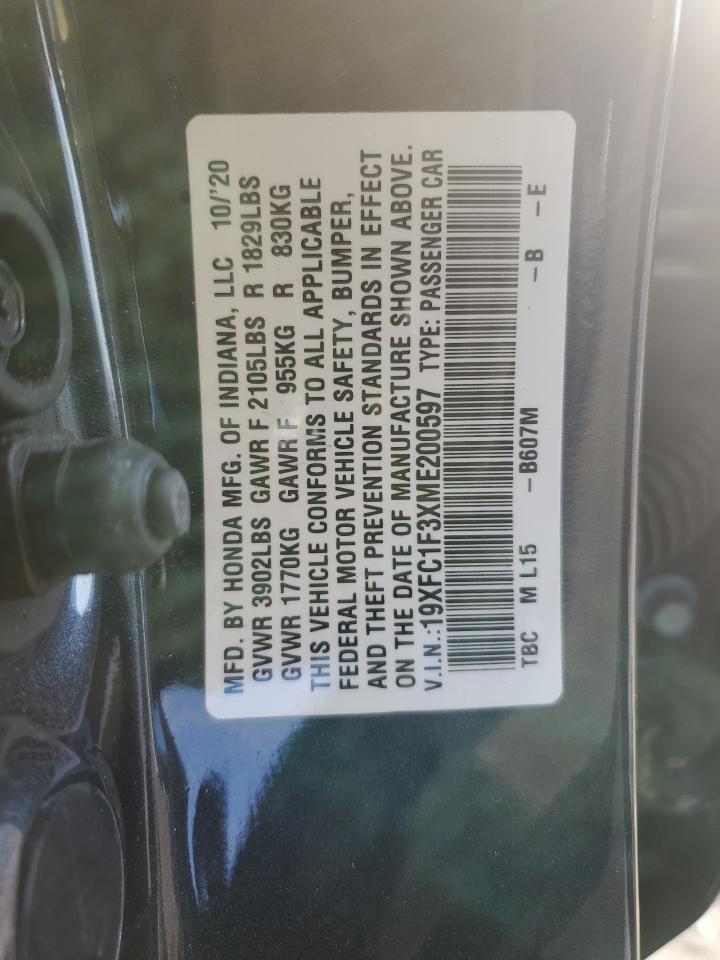 MFD. BY HONDA MFG. OF INDIANA, LLC 10/'20
GVWR 3902LBS GAWR F 2105LBS R 1829LBS
GVWR 1770KG GAWR F 955KG R 830KG
THIS VEHICLE CONFORMS TO ALL APPLICABLE
FEDERAL MOTOR VEHICLE SAFETY, BUMPER,
AND THEFT PREVENTION STANDARDS IN EFFECT
ON THE DATE OF MANUFACTURE SHOWN ABOVE.
V.I.N.:19XFC1F3XME200597 TYPE: PASSENGER CAR
TBC M L15 -B607M -B -E